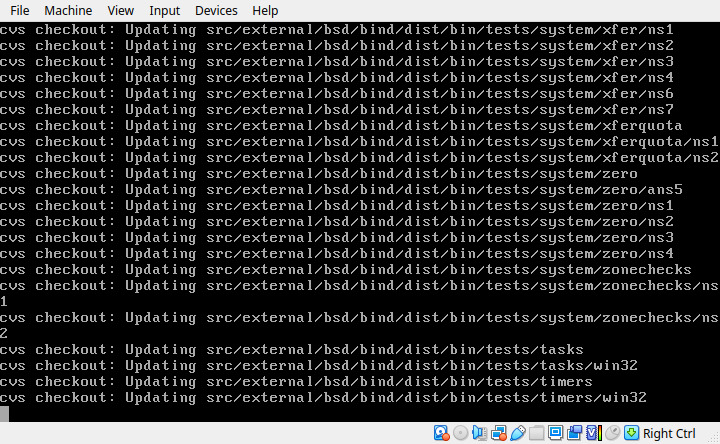 File Machine View Input Devices Help
cvs checkout: Updating src/external/bsd/bind/dist/bin/tests/system/xfer/ns1
cvs checkout: Updating src/external/bsd/bind/dist/bin/tests/system/xfer/ns2
cvs checkout: Updating src/external/bsd/bind/dist/bin/tests/system/xfer/ns3
cvs checkout: Updating src/external/bsd/bind/dist/bin/tests/system/xfer/ns4
cvs checkout: Updating src/external/bsd/bind/dist/bin/tests/system/xfer/ns6
cvs checkout: Updating src/external/bsd/bind/dist/bin/tests/system/xfer/ns7
cvs checkout: Updating src/external/bsd/bind/dist/bin/tests/system/xferquota
cvs checkout: Updating src/external/bsd/bind/dist/bin/tests/system/xferquota/ns1
cvs checkout: Updating src/external/bsd/bind/dist/bin/tests/system/xferquota/ns2
cvs checkout: Updating src/external/bsd/bind/dist/bin/tests/system/zero
cvs checkout: Updating src/external/bsd/bind/dist/bin/tests/system/zero/ans5
cvs checkout: Updating src/external/bsd/bind/dist/bin/tests/system/zero/ns1
cvs checkout: Updating src/external/bsd/bind/dist/bin/tests/system/zero/ns2
cvs checkout: Updating src/external/bsd/bind/dist/bin/tests/system/zero/ns3
cvs checkout: Updating src/external/bsd/bind/dist/bin/tests/system/zero/ns4
cvs checkout: Updating src/external/bsd/bind/dist/bin/tests/system/zonechecks
cvs checkout: Updating src/external/bsd/bind/dist/bin/tests/system/zonechecks/ns
1
cvs checkout: Updating src/external/bsd/bind/dist/bin/tests/system/zonechecks/ns
2
cvs checkout: Updating src/external/bsd/bind/dist/bin/tests/tasks
cvs checkout: Updating src/external/bsd/bind/dist/bin/tests/tasks/win32
cvs checkout: Updating src/external/bsd/bind/dist/bin/tests/timers
cvs checkout: Updating src/external/bsd/bind/dist/bin/tests/timers/win32
Right Ctrl